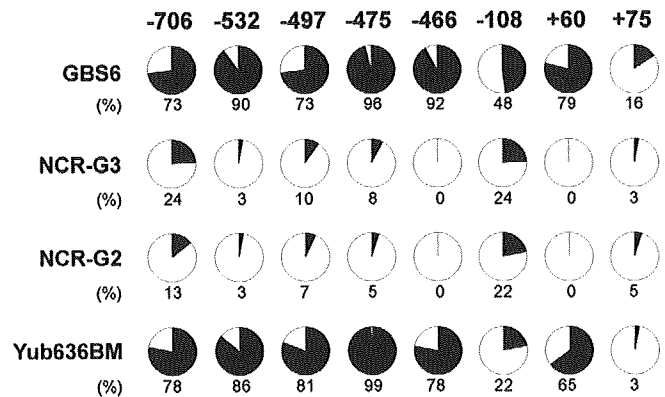 -706 -532 -497 -475 -466 -108 +60 +75
GBS6
(%) 73 90 73 96 92 48 79 16
NCR-G3
(%) 24 3 10 8 0 24 0 3
NCR-G2
(%) 13 3 7 5 0 22 0 5
Yub636BM
(%) 78 86 81 99 78 22 65 3